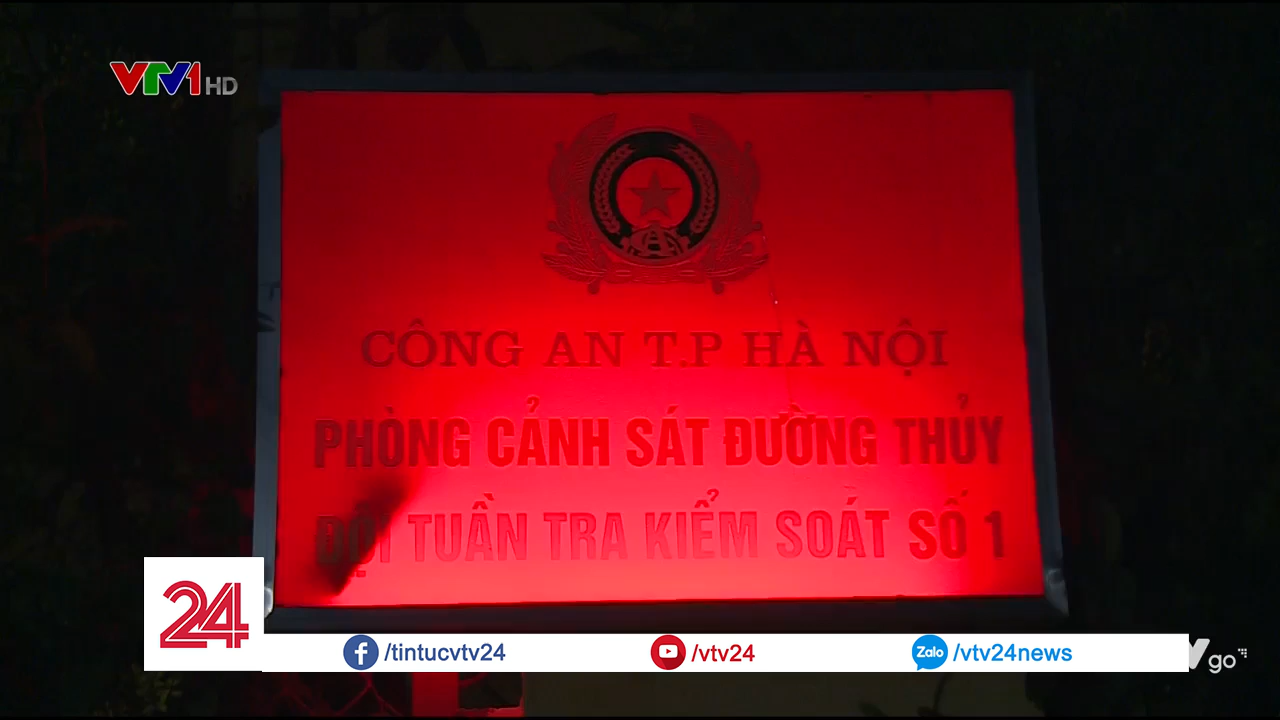 VTV1 HD
CÔNG AN T.P HÀ NỘI
PHÒNG CẢNH SÁT ĐƯỜNG THỦY
ĐỘI TUẦN TRA KIỂM SOÁT SỐ 1
24
/tintucvtv24 /vtv24 Zalo /vtv24news
go